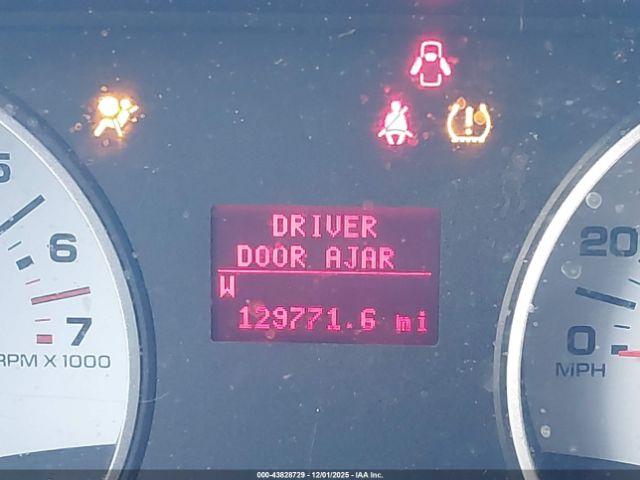 DRIVER
DOOR AJAR
W
129771.6 mi
5
6
7
RPM X 1000
20
0
MPH
000-43828729 - 12/01/2025 - IAA Inc.